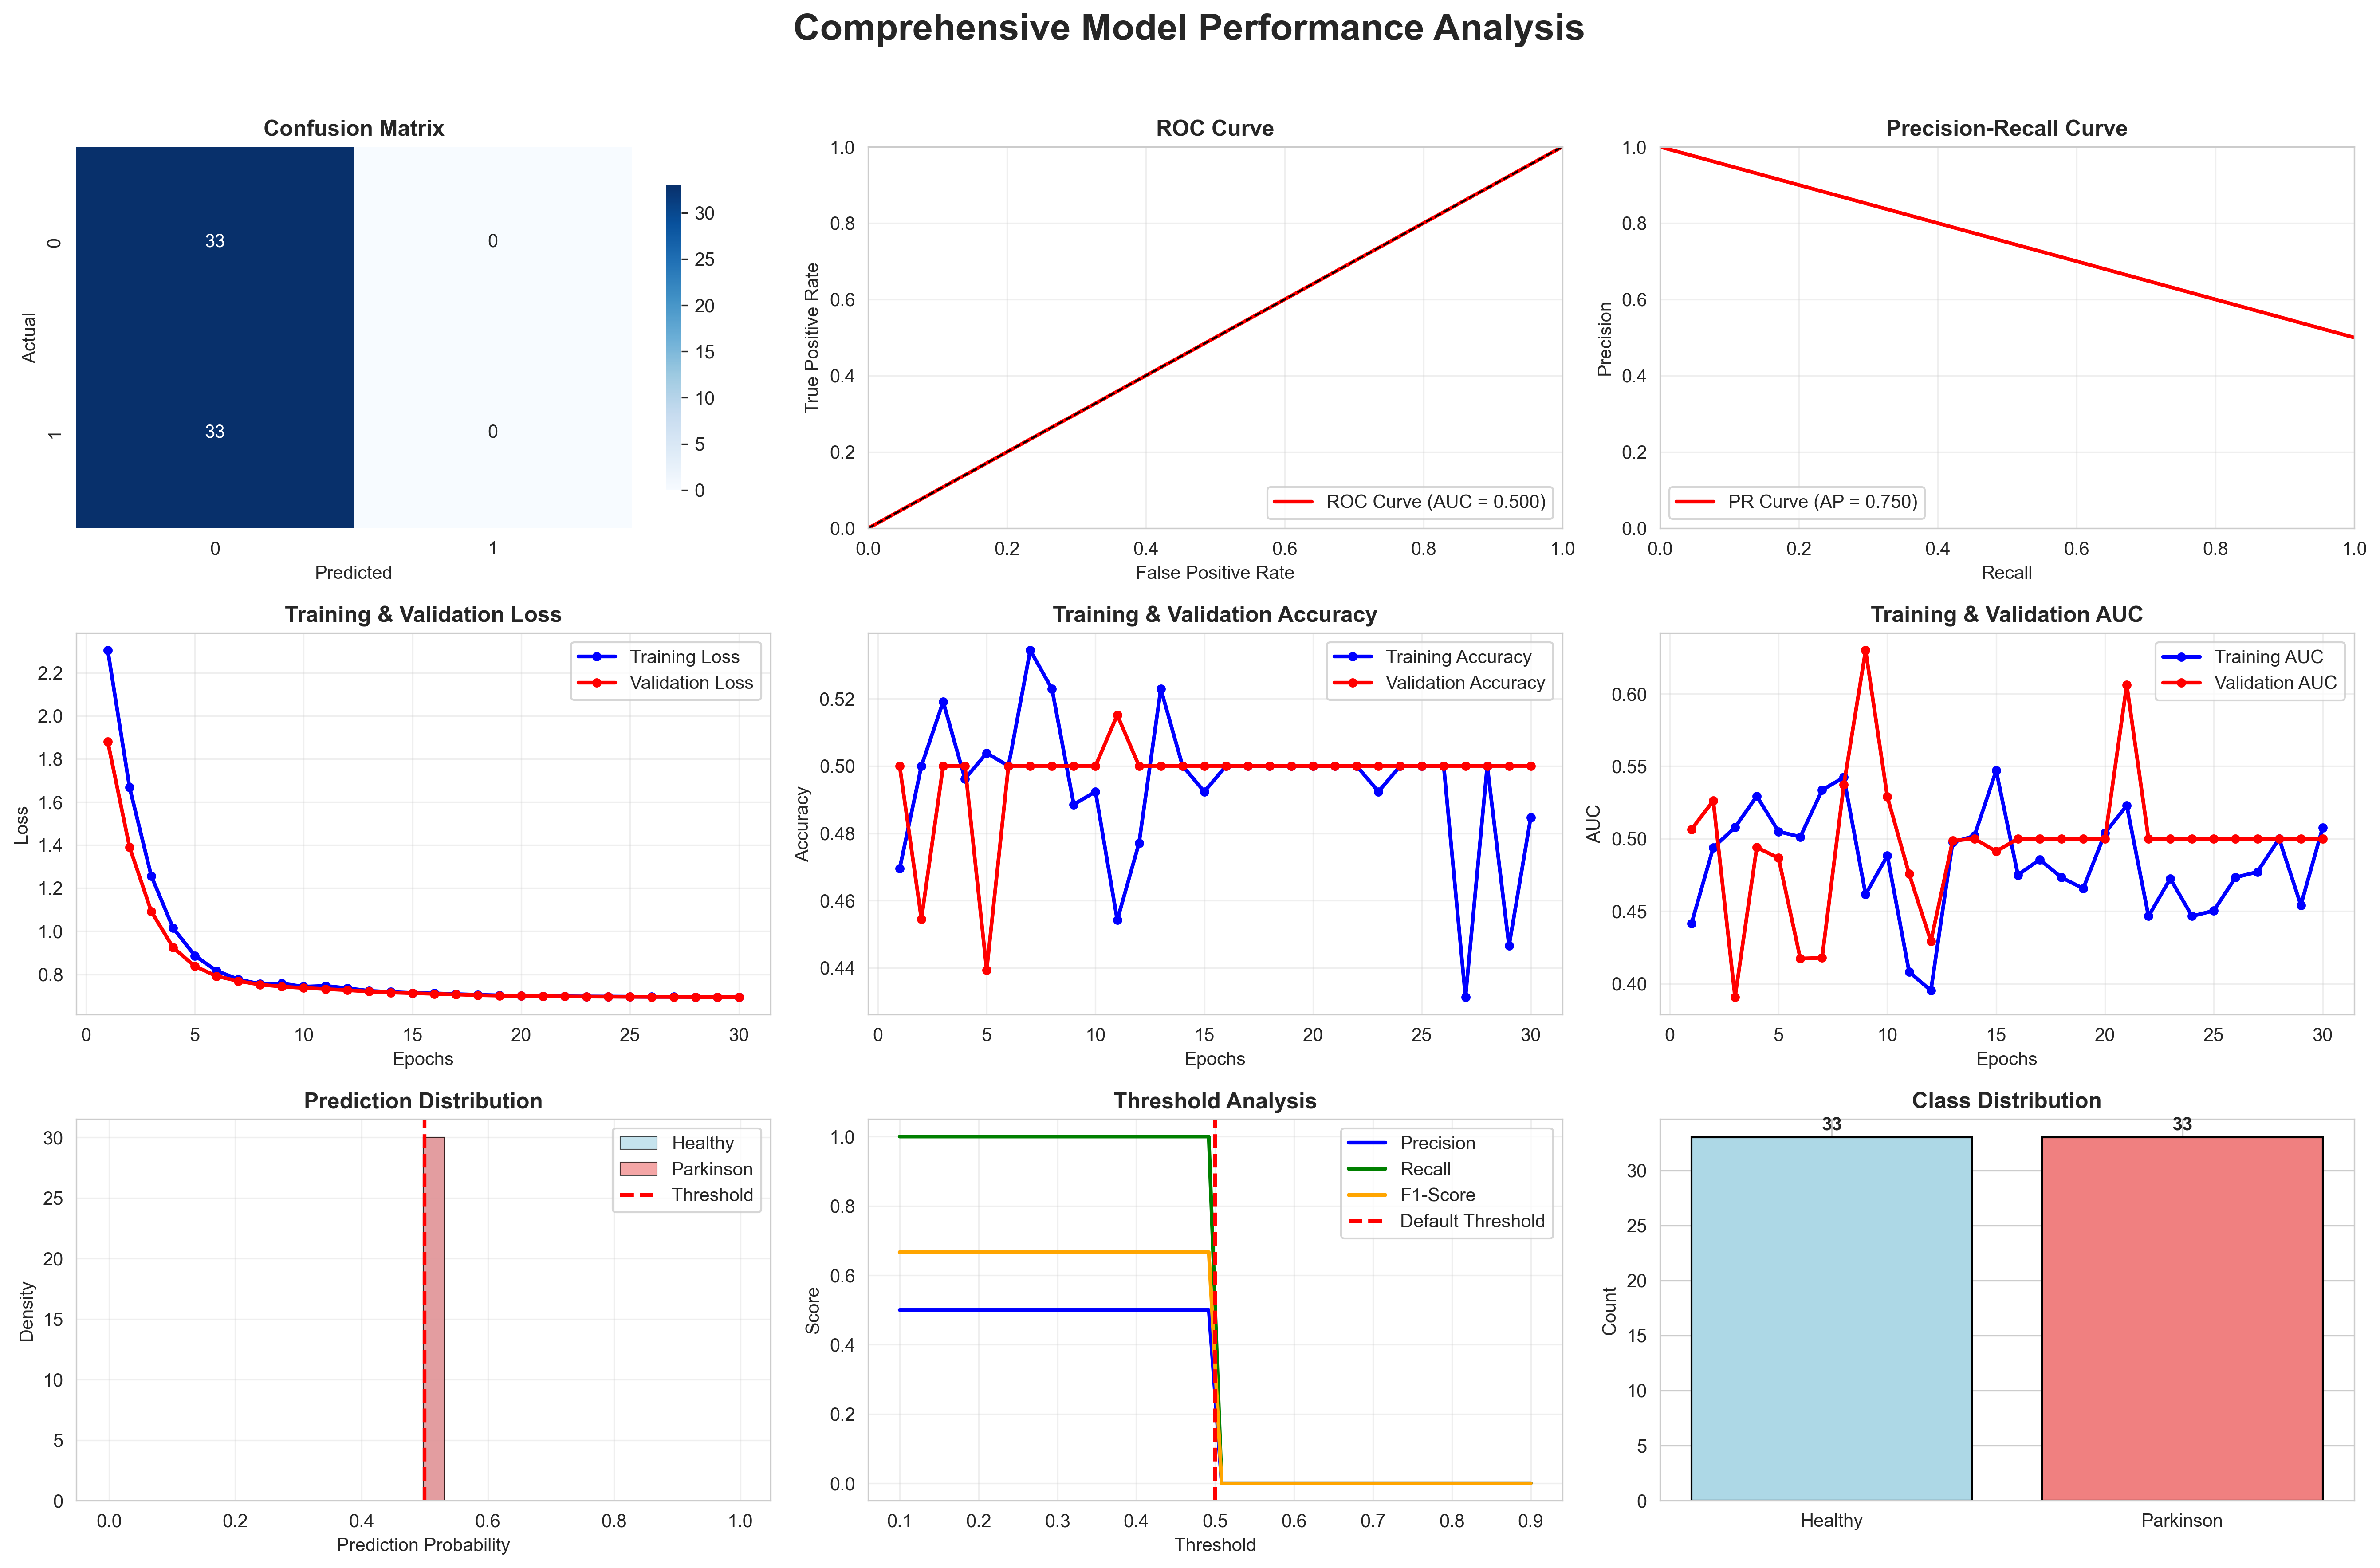 Comprehensive Model Performance Analysis
Confusion Matrix
Actual
0
1
33
0
33
0
0
1
Predicted
30
25
20
15
10
5
0
ROC Curve
True Positive Rate
1.0
0.8
0.6
0.4
0.2
0.0
ROC Curve (AUC = 0.500)
0.0 0.2 0.4 0.6 0.8 1.0
False Positive Rate
Precision-Recall Curve
Precision
1.0
0.8
0.6
0.4
0.2
0.0
PR Curve (AP = 0.750)
0.0 0.2 0.4 0.6 0.8 1.0
Recall
Training & Validation Loss
Loss
2.2
2.0
1.8
1.6
1.4
1.2
1.0
0.8
Training Loss
Validation Loss
0 5 10 15 20 25 30
Epochs
Training & Validation Accuracy
Accuracy
0.52
0.50
0.48
0.46
0.44
Training Accuracy
Validation Accuracy
0 5 10 15 20 25 30
Epochs
Training & Validation AUC
AUC
0.60
0.55
0.50
0.45
0.40
Training AUC
Validation AUC
0 5 10 15 20 25 30
Epochs
Prediction Distribution
Density
30
25
20
15
10
5
0
Healthy
Parkinson
Threshold
0.0 0.2 0.4 0.6 0.8 1.0
Prediction Probability
Threshold Analysis
Score
1.0
0.8
0.6
0.4
0.2
0.0
Precision
Recall
F1-Score
Default Threshold
0.1 0.2 0.3 0.4 0.5 0.6 0.7 0.8 0.9
Threshold
Class Distribution
Count
30
25
20
15
10
5
0
33
33
Healthy
Parkinson